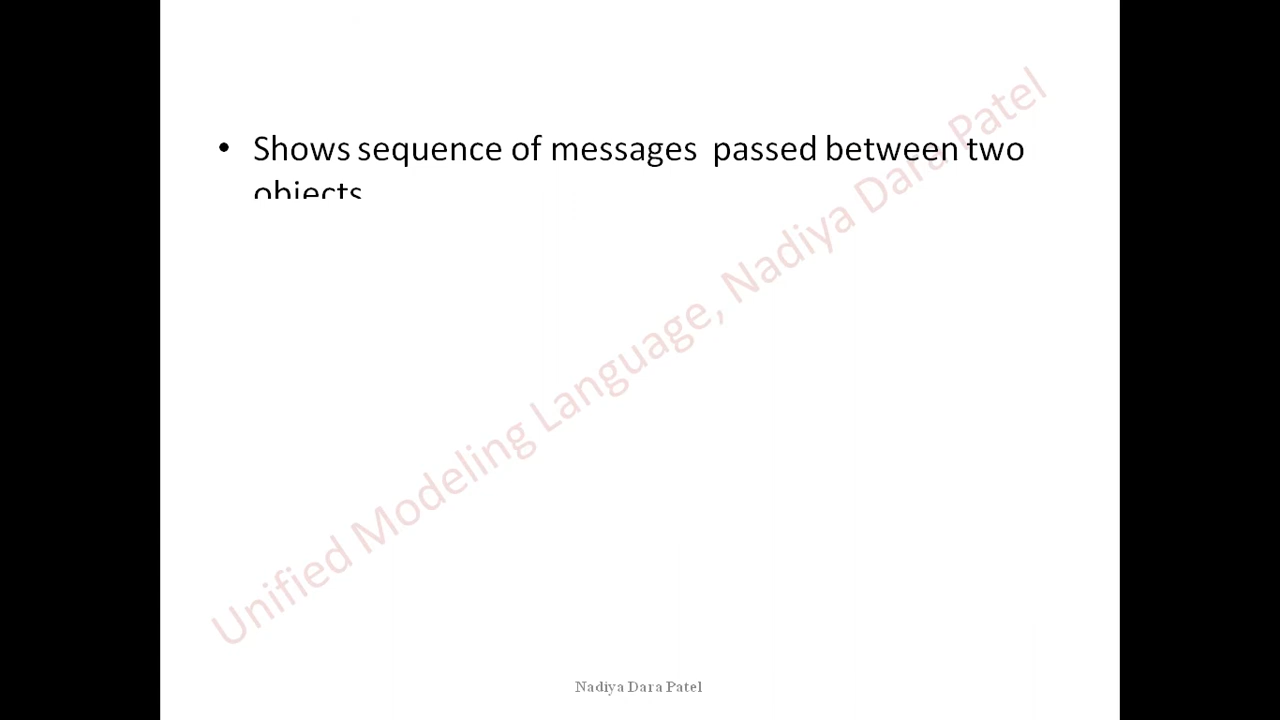 • Shows sequence of messages passed between two
objects
Unified Modeling Language, Nadiya Dara Patel
Nadiya Dara Patel